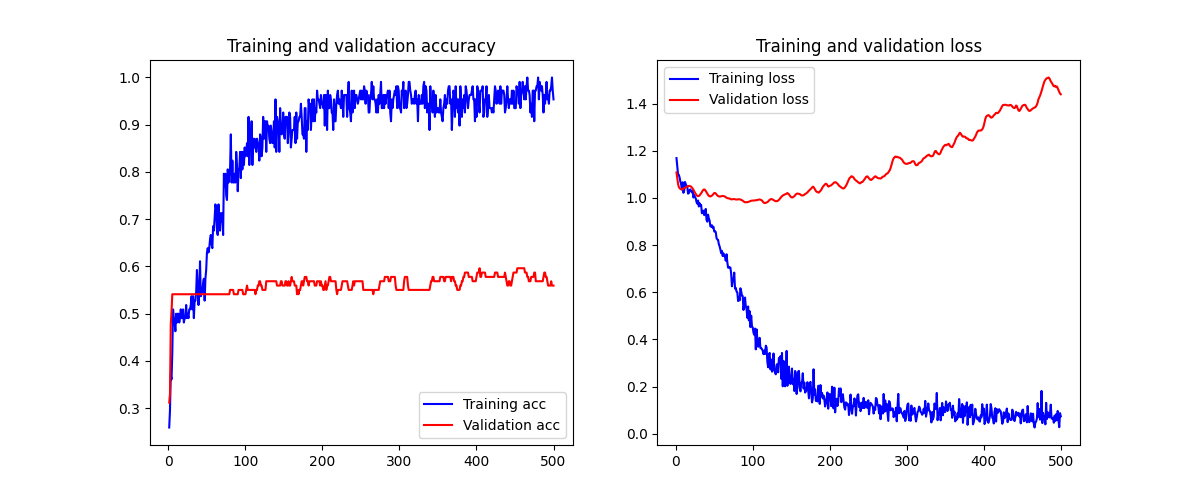 Training and validation accuracy
1.0
0.9
0.8
0.7
0.6
0.5
0.4
0.3
Training acc
Validation acc
0 100 200 300 400 500
Training and validation loss
Training loss
Validation loss
1.4
1.2
1.0
0.8
0.6
0.4
0.2
0.0
0 100 200 300 400 500